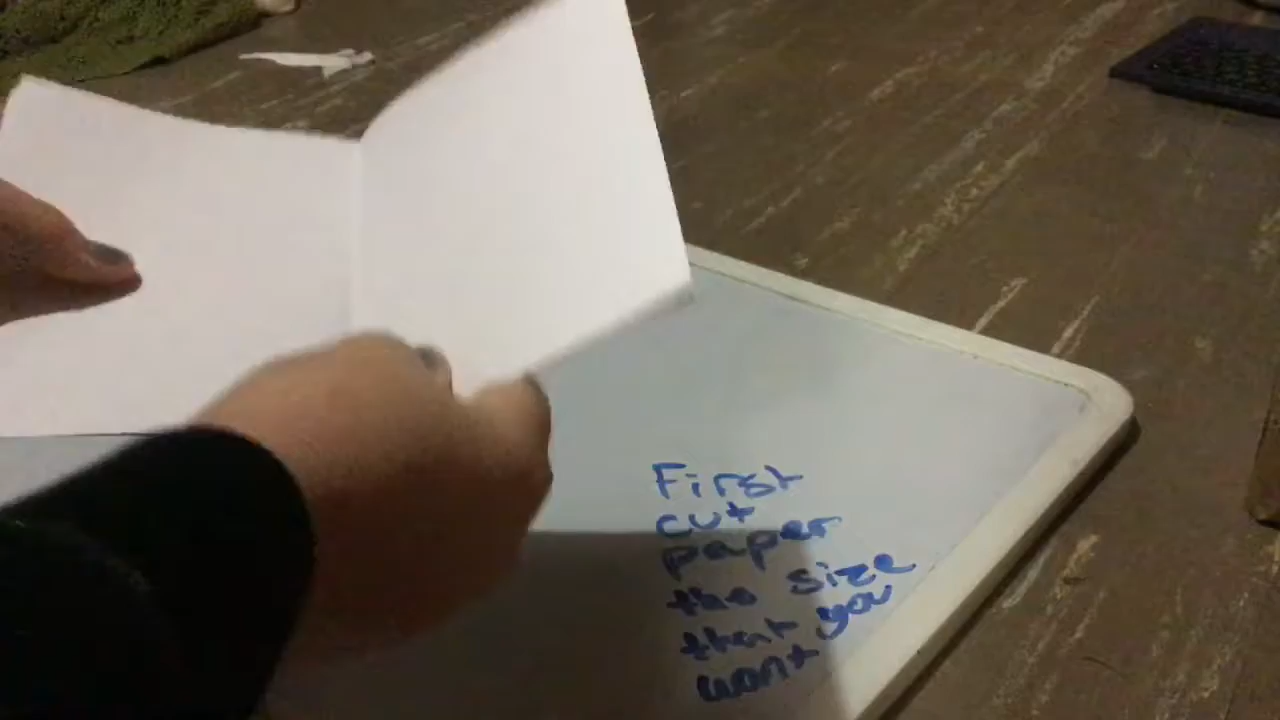 First
cut
paper
the size
that you
want